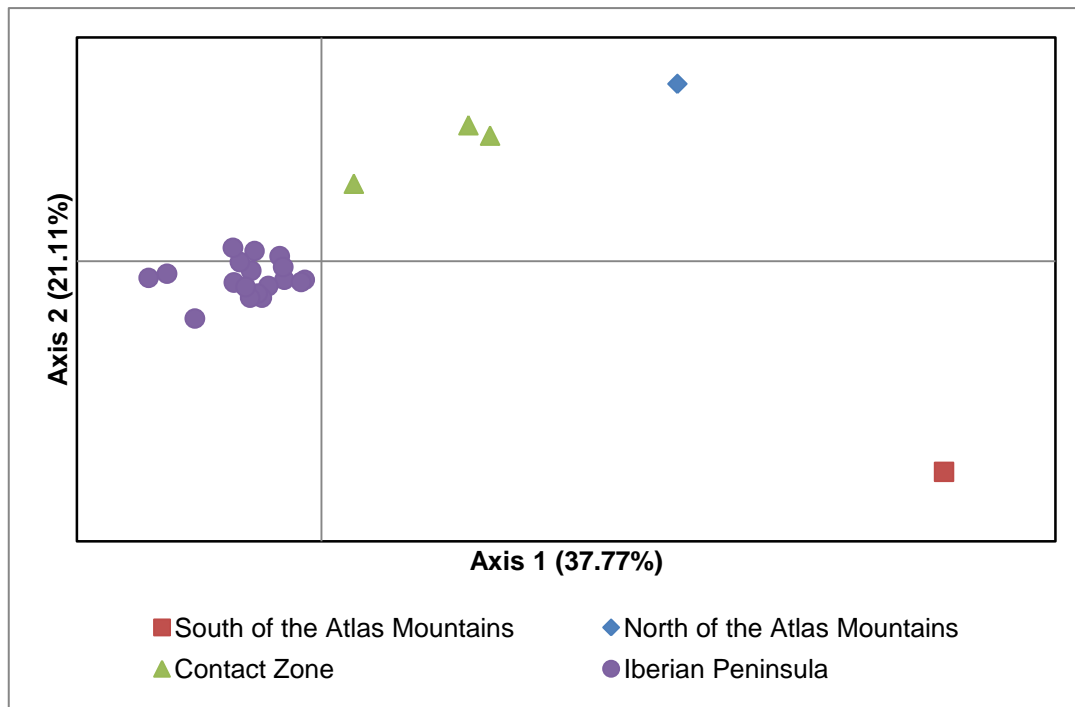 Axis 2 (21.11%)
Axis 1 (37.77%)
South of the Atlas Mountains
North of the Atlas Mountains
Contact Zone
Iberian Peninsula